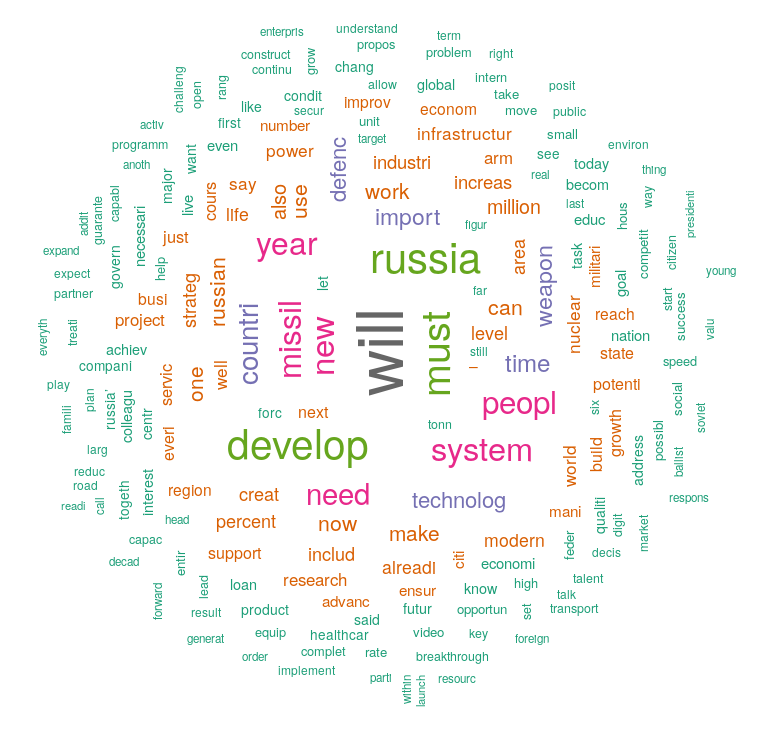 understand
enterpris
term
propos
problem
right
construct
grow
continu
chang
intern
challeng
open
rang
allow
global
posit
condit
take
like
secur
improv
econom
move
public
activ
first
number
unit
target
infrastructur
small
programm
even
want
power
defenc
industri
arm
see
environ
anoth
major
live
cours
say
also
use
work
increas
real
today
thing
becom
last
way
addit
guarante
capabl
necessari
life
import
million
figur
educ
hous
presidenti
just
year
russia
area
task
militari
competit
citizen
expand
govern
help
strateg
russian
let
weapon
goal
young
expect
partner
busi
far
can
nuclear
reach
start
success
valu
everyth
treati
project
countri
missil
new
will
must
level
nation
achiev
still
time
state
speed
compani
–
play
famili
plan
russia’
colleagu
centr
servic
one
well
peopl
potentl
six
social
soviet
forc
next
tonn
growth
everi
develop
system
world
build
address
possibl
ballist
larg
reduc
road
readi
call
togeth
interest
region
creat
need
technolog
respons
mani
qualiti
digit
market
head
percent
now
make
modern
feder
capac
decad
entir
support
includ
alreadi
citi
economi
decis
forward
lead
loan
research
ensur
know
high
talent
talk
result
product
advanc
futur
opportun
set
transport
said
generat
equip
healthcar
video
key
foreign
order
complet
rate
breakthrough
implement
parti
within
launch
resourc